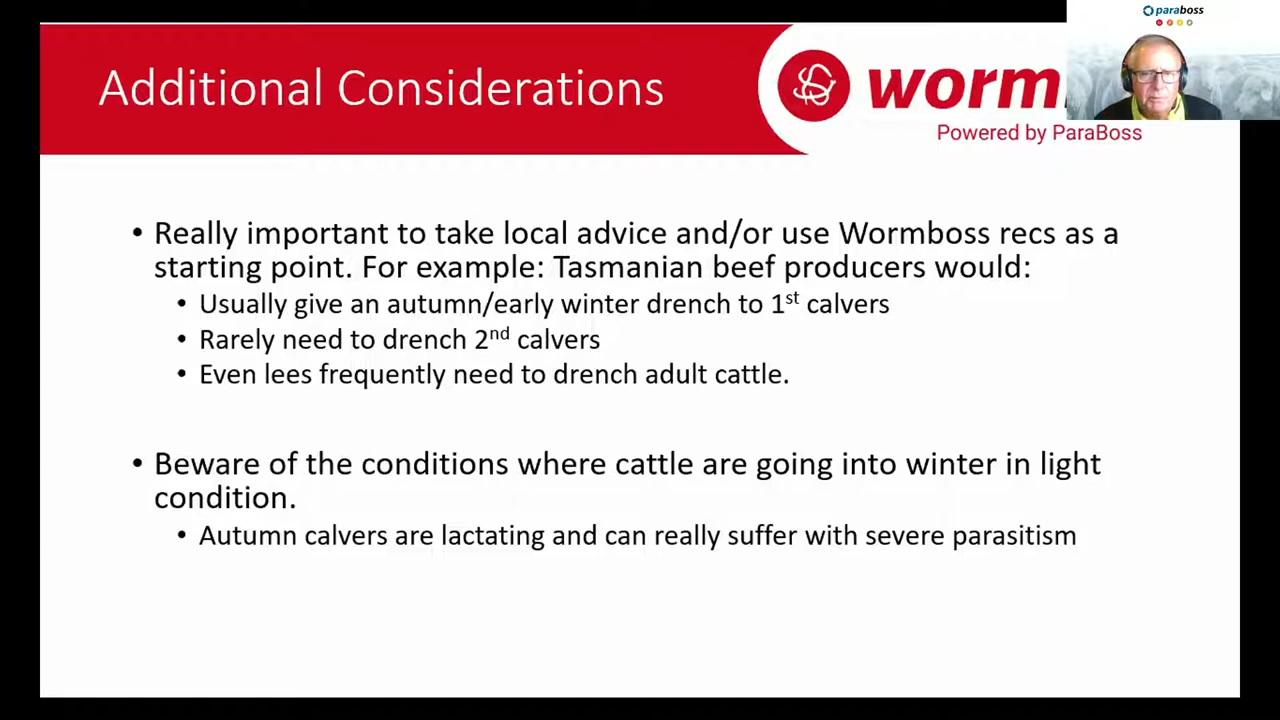 paraboss
Additional Considerations
worm
Powered by ParaBoss
• Really important to take local advice and/or use Wormboss recs as a
starting point. For example: Tasmanian beef producers would:
• Usually give an autumn/early winter drench to 1st calvers
• Rarely need to drench 2nd calvers
• Even lees frequently need to drench adult cattle.
• Beware of the conditions where cattle are going into winter in light
condition.
• Autumn calvers are lactating and can really suffer with severe parasitism